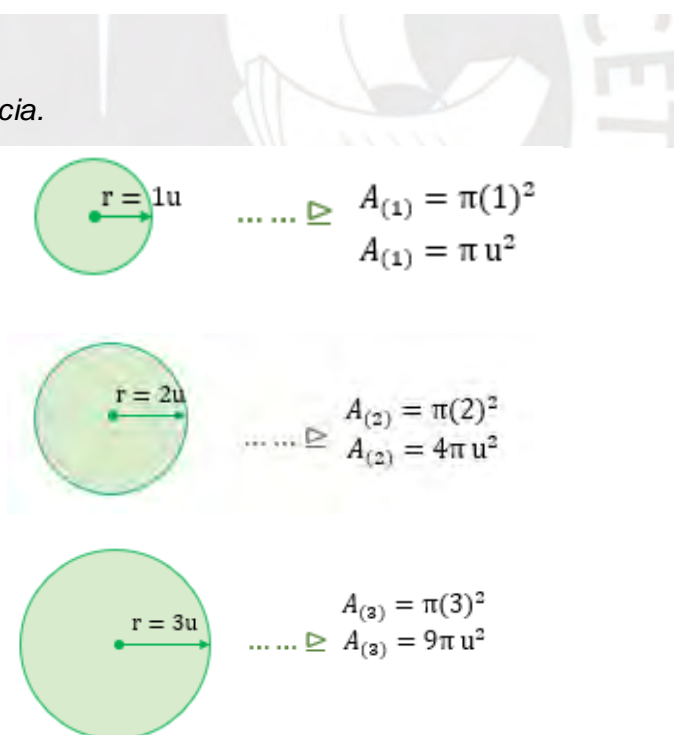 cia.
r = 1u
... ... ⊵ A₍₁₎ = π(1)²
A₍₁₎ = π u²
r = 2u
... ... ⊵ A₍₂₎ = π(2)²
A₍₂₎ = 4π u²
r = 3u
A₍₃₎ = π(3)²
... ... ⊵ A₍₃₎ = 9π u²